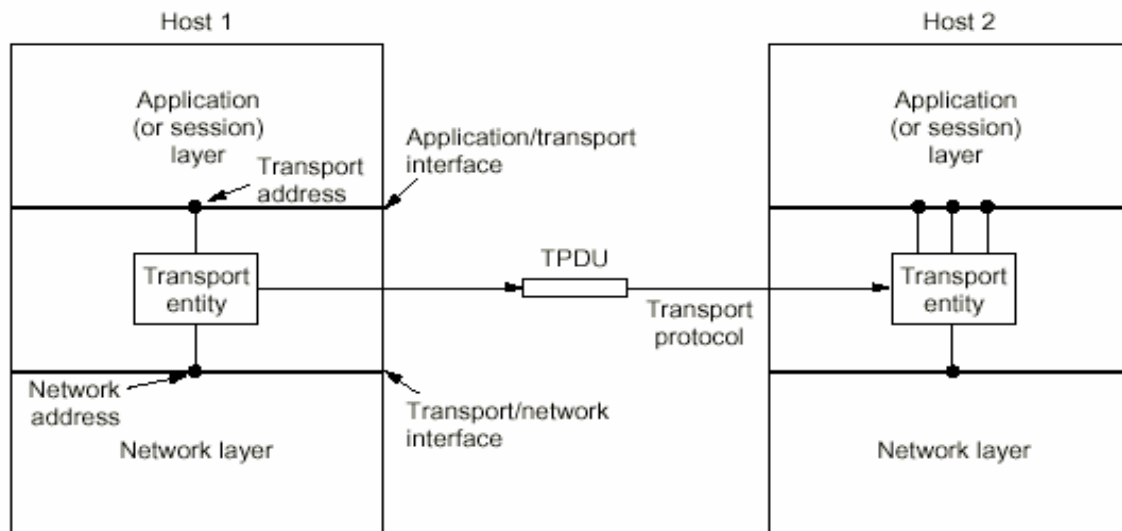 Host 1
Host 2
Application
(or session)
layer
Transport
address
Application/transport
interface
Application
(or session)
layer
Transport
entity
TPDU
Transport
protocol
Transport
entity
Network
address
Transport/network
interface
Network layer
Network layer